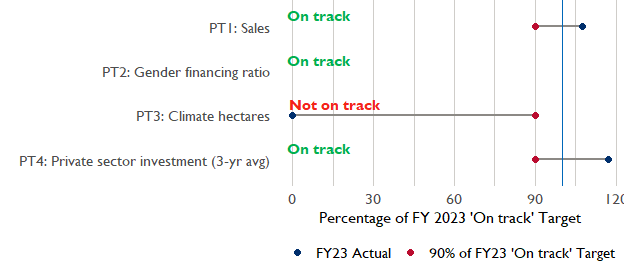 On track
PT1: Sales
On track
PT2: Gender financing ratio
Not on track
PT3: Climate hectares
On track
PT4: Private sector investment (3-yr avg)
0 30 60 90 120
Percentage of FY 2023 'On track' Target
FY23 Actual 90% of FY23 'On track' Target